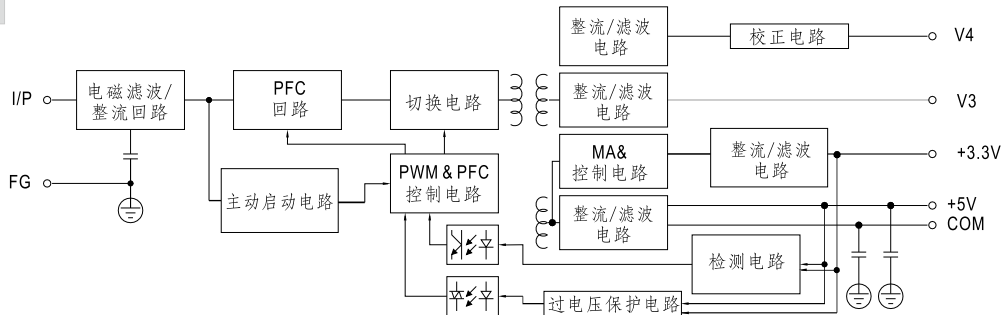 整流/滤波
电路
校正电路
V4
I/P
电磁滤波/
整流回路
PFC
回路
切换电路
整流/滤波
电路
V3
MA&
控制电路
整流/滤波
电路
+3.3V
FG
主动启动电路
PWM & PFC
控制电路
整流/滤波
电路
+5V
COM
检测电路
过电压保护电路